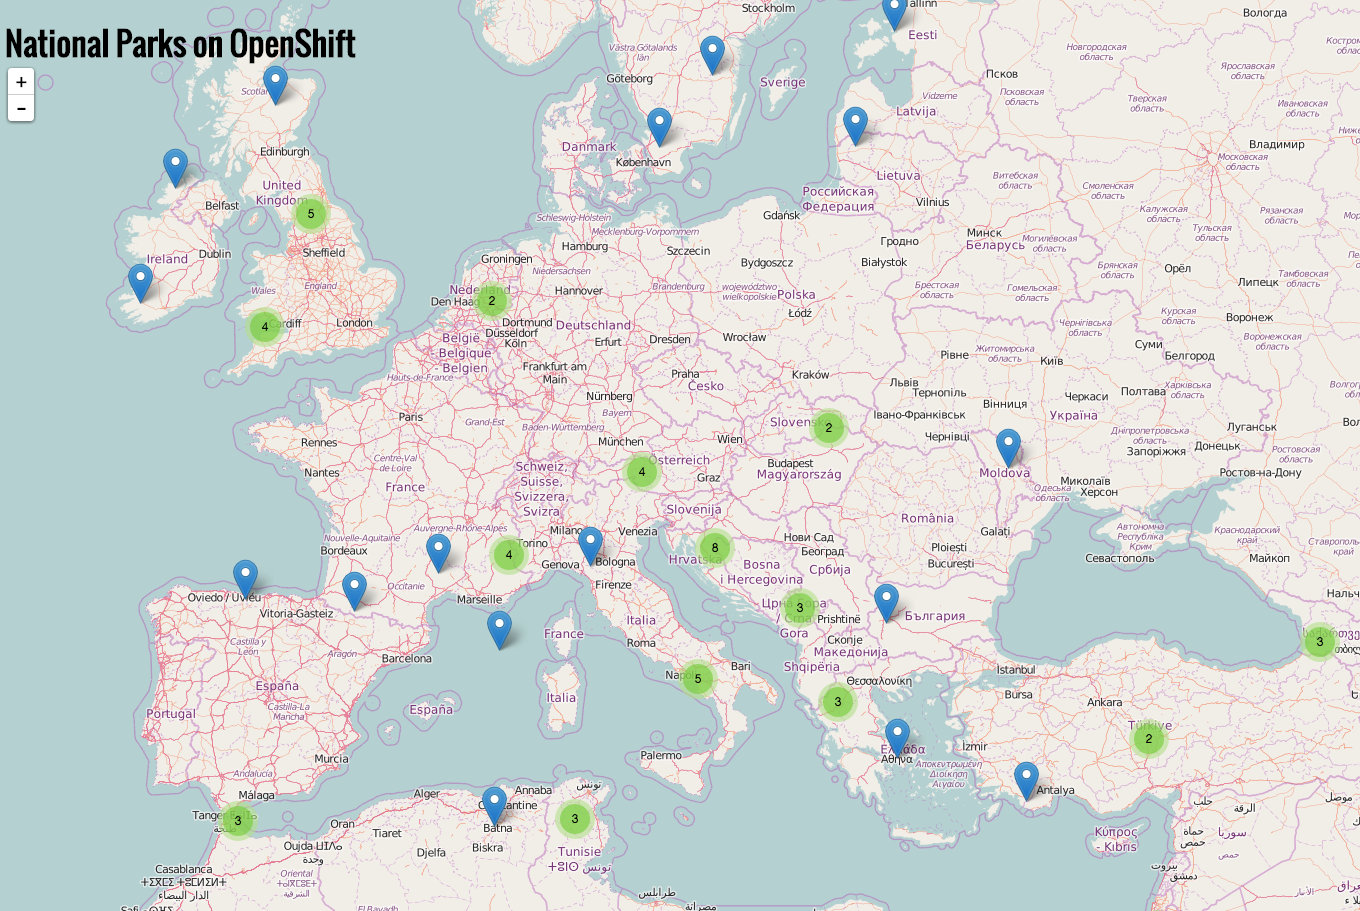 National Parks on OpenShift
+
−
Stockholm
Tallinn
Вологда
Eesti
Västra Götalands
län
Новгородская
область
Göteborg
Sverige
Псков
Ярославская
область
Псковская
область
Тверская
область
Ивановская
область
Vidzeme
Latvija
Edinburgh
Danmark
København
Владимир
Московская
область
United
Kingdom
Belfast
5
Российская
Федерация
Lietuva
Vilnius
Витебская
область
Смоленская
область
Калужская
область
Рязанская
область
Schleswig-Holstein
Mecklenburg-Vorpommern
Gdańsk
Тульская
область
Минск
Беларусь
Могилёвская
область
Гродно
Sheffield
Dublin
Ireland
Hamburg
Szczecin
Groningen
Bydgoszcz
Białystok
Niedersachsen
Брянская
область
Орёл
Тамбовская
область
Липецк
Wales
England
Nederland
Den Haag
2
Hannover
Brandenburg
województwo
wielkopolskie
Polska
Łódź
Брестская
область
Гомельская
область
4
Cardiff
London
Dortmund
Düsseldorf
Köln
Deutschland
Erfurt
Dresden
Wrocław
Курская
область
Воронеж
Чернігівська
область
Воронежская
область
België
- Belgique
- Belgien
Hauts-de-France
Frankfurt am
Main
Praha
Česko
Kraków
Рівне
Житомирська
область
Київ
Суми
Белгород
Nürnberg
Львів
Тернопіль
Вінниця
Черкаси
Полтава
Харківська
область
Paris
Grand-Est
Bayern
Baden-Württemberg
Івано-Франківськ
Україна
Slovensko
2
Луганськ
Rennes
München
Wien
Чернівці
Дніпропетровська
область
Донецьк
Запоріжжя
Centre-Val
de Loire
Nantes
France
Schweiz,
Suisse,
Svizzera,
Svizra
Österreich
4
Graz
Budapest
Magyarország
Moldova
Миколаїв
Херсон
Одеська
область
Ростовская
область
Ростов-на-Дону
Slovenija
România
Galați
Auvergne-Rhône-Alpes
Nouvelle-Aquitaine
Bordeaux
Milano
Venezia
Torino
4
Genova
Bologna
Firenze
Hrvatska
8
Нови Сад
Београд
Bosna
i Hercegovina
Србија
Ploiești
București
Автономна
Республіка
Крим
Севастополь
Краснодарский
край
Майкоп
Oviedo / Uviéu
Vitoria-Gasteiz
Occitanie
Marseille
Црна Гора
/ Crna
Gora
3
Prishtinë
България
Castilla y
León
Aragón
France
Italia
Roma
Скопје
Македонија
Shqipëria
3
Barcelona
Bari
Napoli
5
Θεσσαλονίκη
İstanbul
Bursa
Ankara
España
Portugal
Castilla-La
Mancha
España
Italia
3
Türkiye
2
Ελλάδα
Αθήνα
İzmir
Αποκεντρωμένη
Διοίκηση
Αιγαίου
Murcia
Palermo
Andalucía
Málaga
Antalya
Alger
Annaba
Constantine
Batna
تونس
3
3
Oran
Tiaret
Djelfa
Biskra
Tunisie
تونس
Oujda
وجدة
Κύπρος
- Kıbrıs
حلب
الرقة
موصل
حماة
سوريا
حمص
Casablanca
الدار البيضاء
Oriental
الشرقية
El Bayadh
طرابلس
مصراتة
بيروت
دمشق